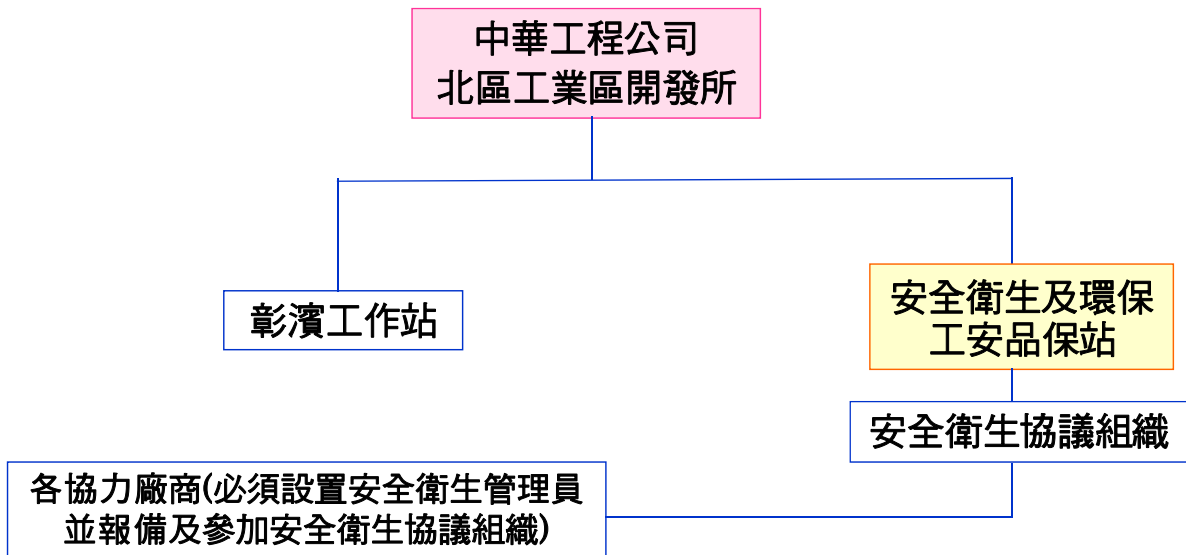 中華工程公司
北區工業區開發所
彰濱工作站
安全衛生及環保
工安品保站
安全衛生協議組織
各協力廠商(必須設置安全衛生管理員
並報備及參加安全衛生協議組織)